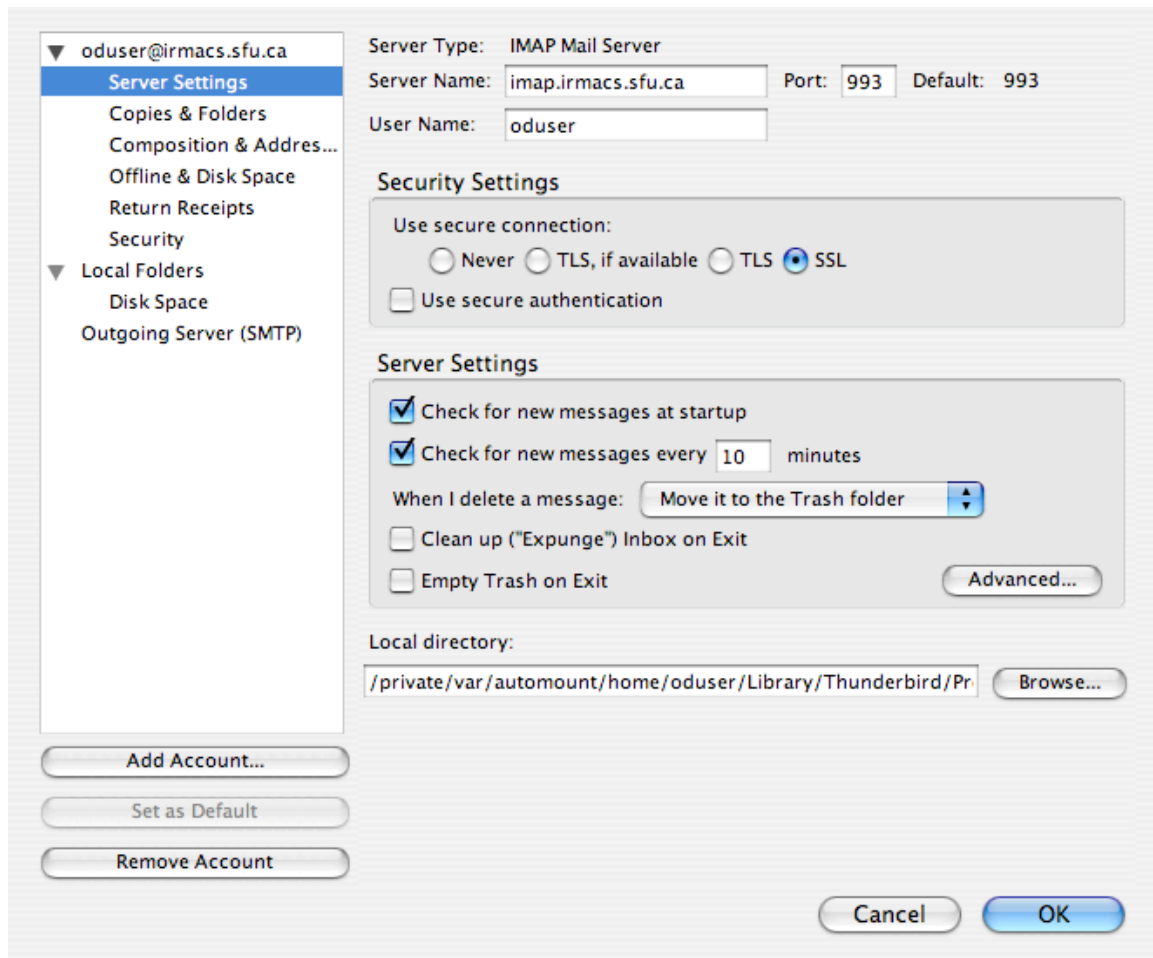 oduser@irmacs.sfu.ca
Server Settings
Copies & Folders
Composition & Addres...
Offline & Disk Space
Return Receipts
Security
Local Folders
Disk Space
Outgoing Server (SMTP)
Add Account...
Set as Default
Remove Account
Server Type: IMAP Mail Server
Server Name: imap.irmacs.sfu.ca Port: 993 Default: 993
User Name: oduser
Security Settings
Use secure connection:
Never TLS, if available TLS SSL
Use secure authentication
Server Settings
Check for new messages at startup
Check for new messages every 10 minutes
When I delete a message: Move it to the Trash folder
Clean up ("Expunge") Inbox on Exit
Empty Trash on Exit Advanced...
Local directory:
/private/var/automount/home/oduser/Library/Thunderbird/Pr Browse...
Cancel OK